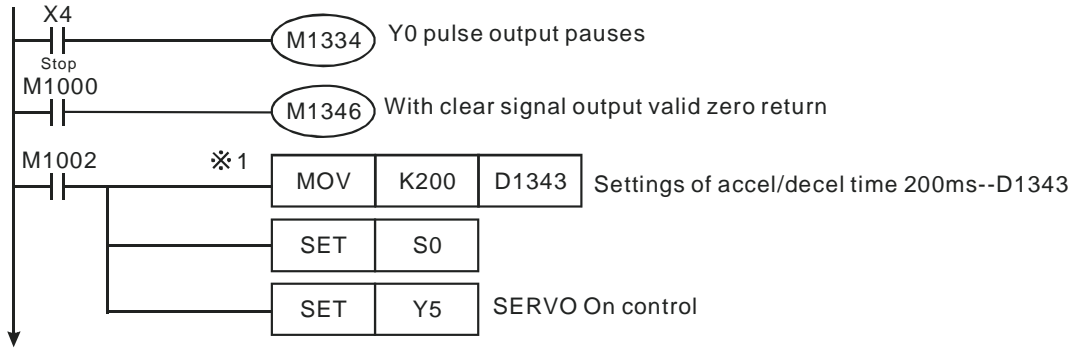 X4
M1334 Y0 pulse output pauses
Stop
M1000
M1346 With clear signal output valid zero return
M1002 ※1 MOV K200 D1343 Settings of accel/decel time 200ms--D1343
SET S0
SET Y5 SERVO On control